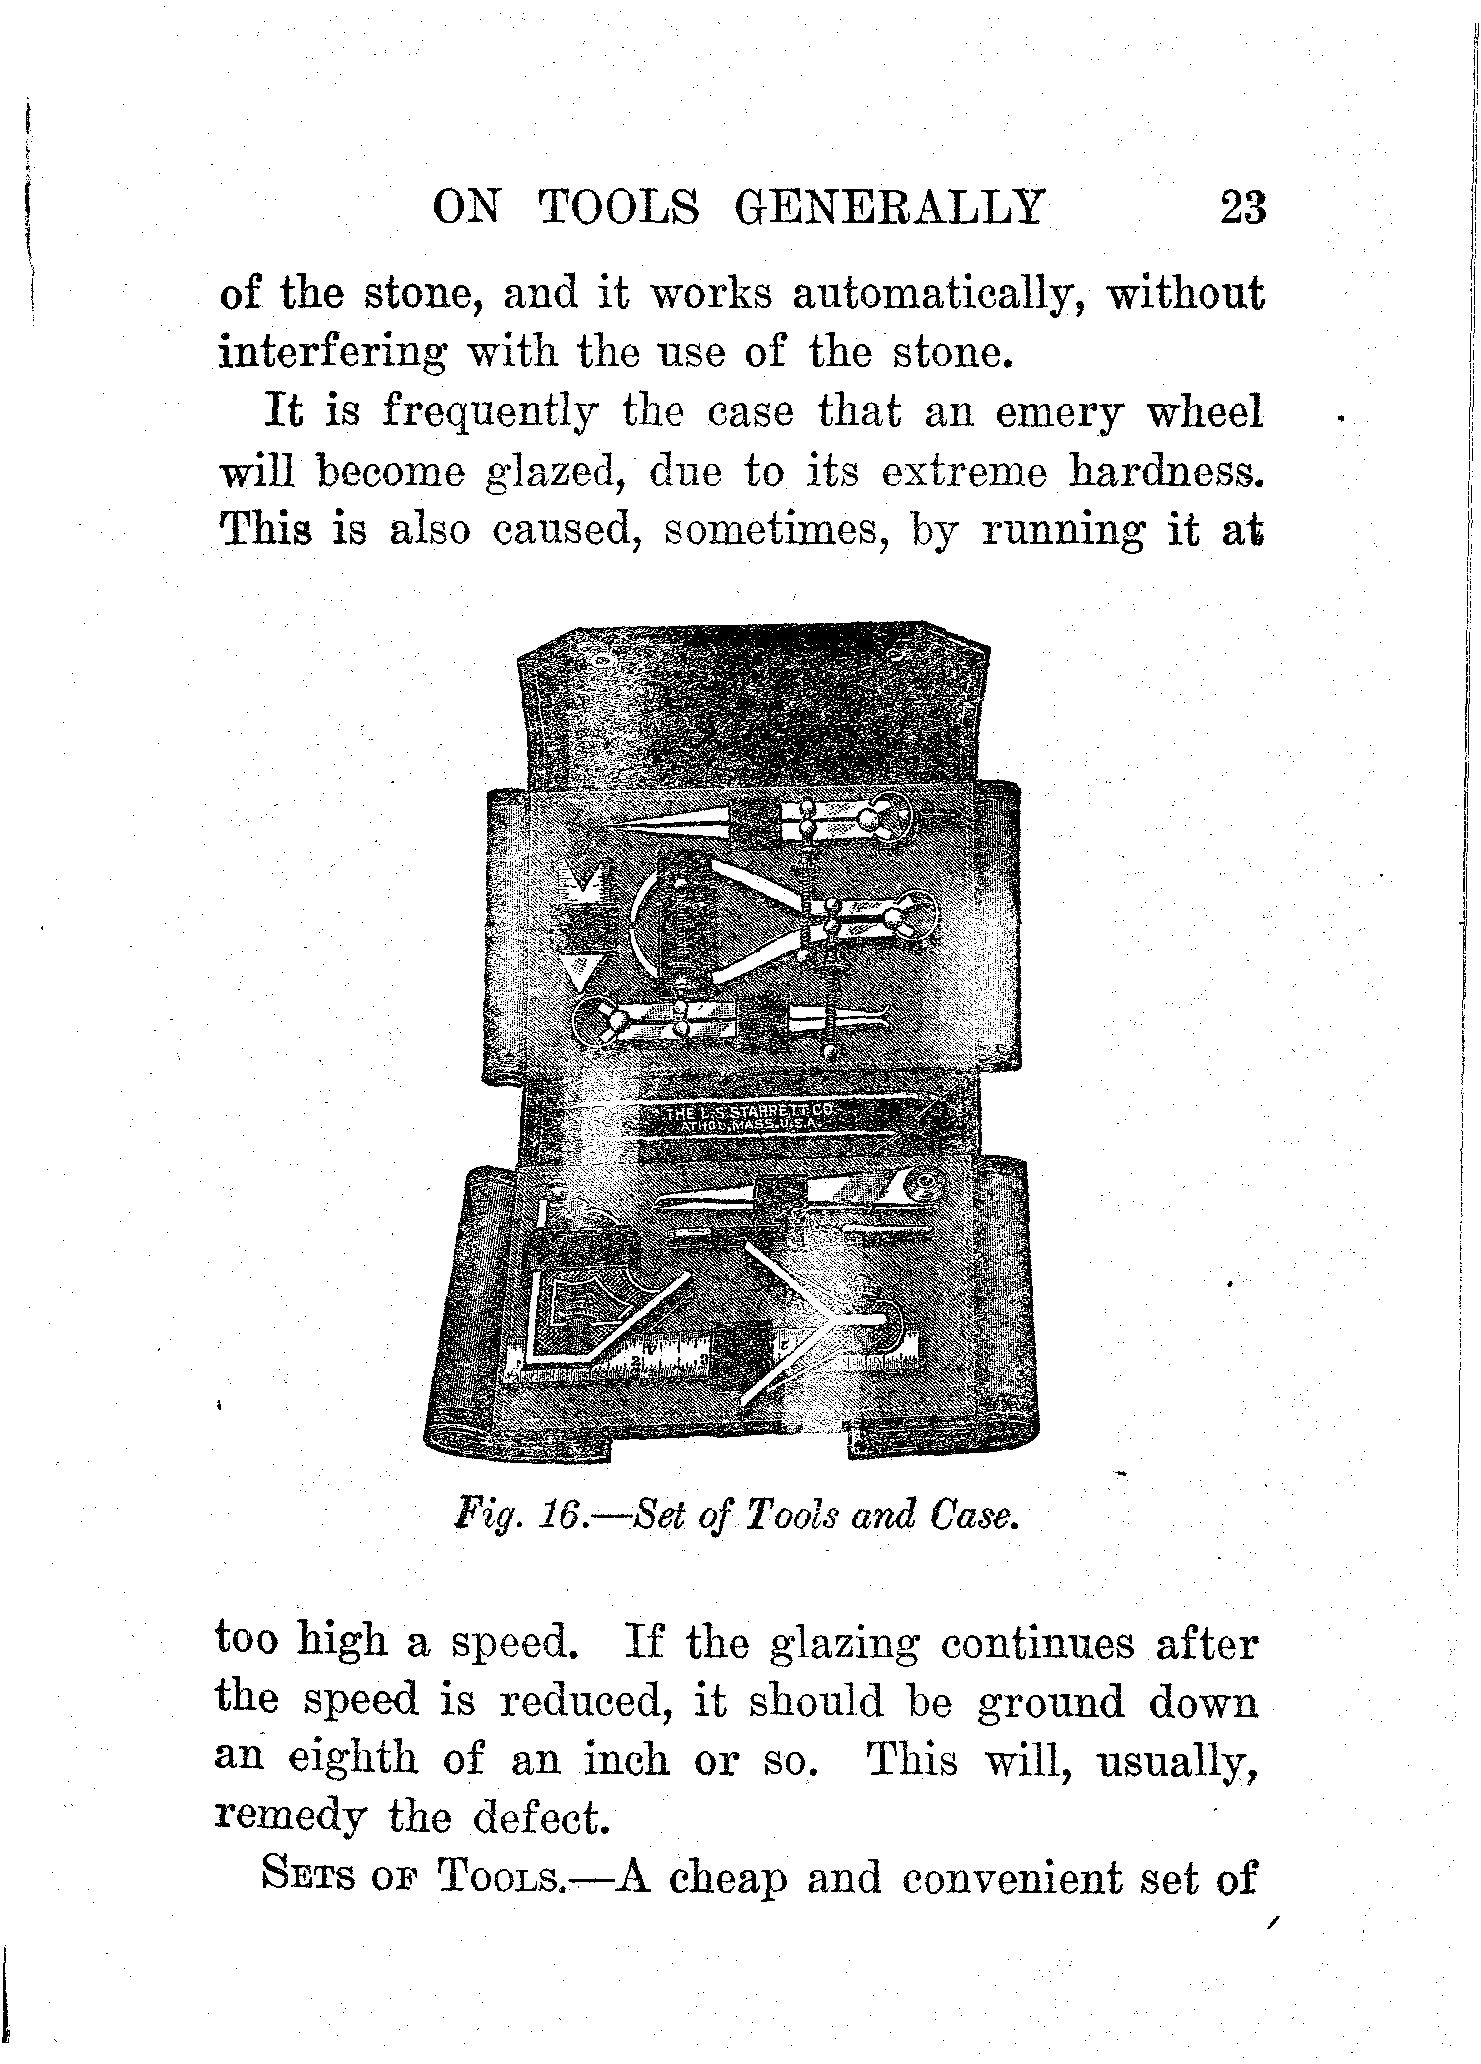 ON TOOLS GENERALLY 23
of the stone, and it works automatically, without
interfering with the use of the stone.
It is frequently the case that an emery wheel
will become glazed, due to its extreme hardness.
This is also caused, sometimes, by running it at
THE L.S. STARRETT CO.
ATHOL, MASS. U.S.A.
Fig. 16.—Set of Tools and Case.
too high a speed. If the glazing continues after
the speed is reduced, it should be ground down
an eighth of an inch or so. This will, usually,
remedy the defect.
SETS OF TOOLS.—A cheap and convenient set of